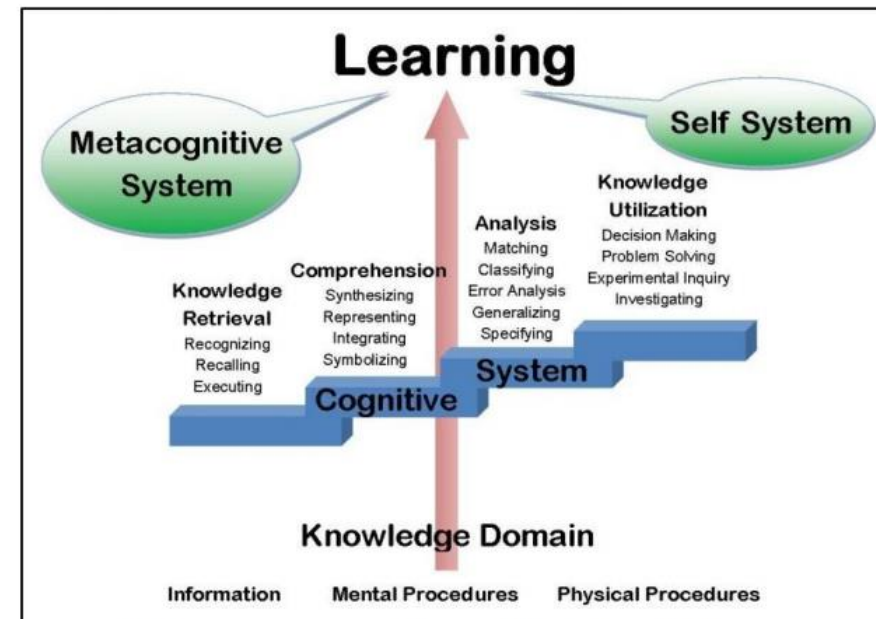 Learning
Metacognitive
System
Self System
Knowledge
Retrieval
Recognizing
Recalling
Executing
Comprehension
Synthesizing
Representing
Integrating
Symbolizing
Analysis
Matching
Classifying
Error Analysis
Generalizing
Specifying
Knowledge
Utilization
Decision Making
Problem Solving
Experimental Inquiry
Investigating
Cognitive System
Knowledge Domain
Information Mental Procedures Physical Procedures